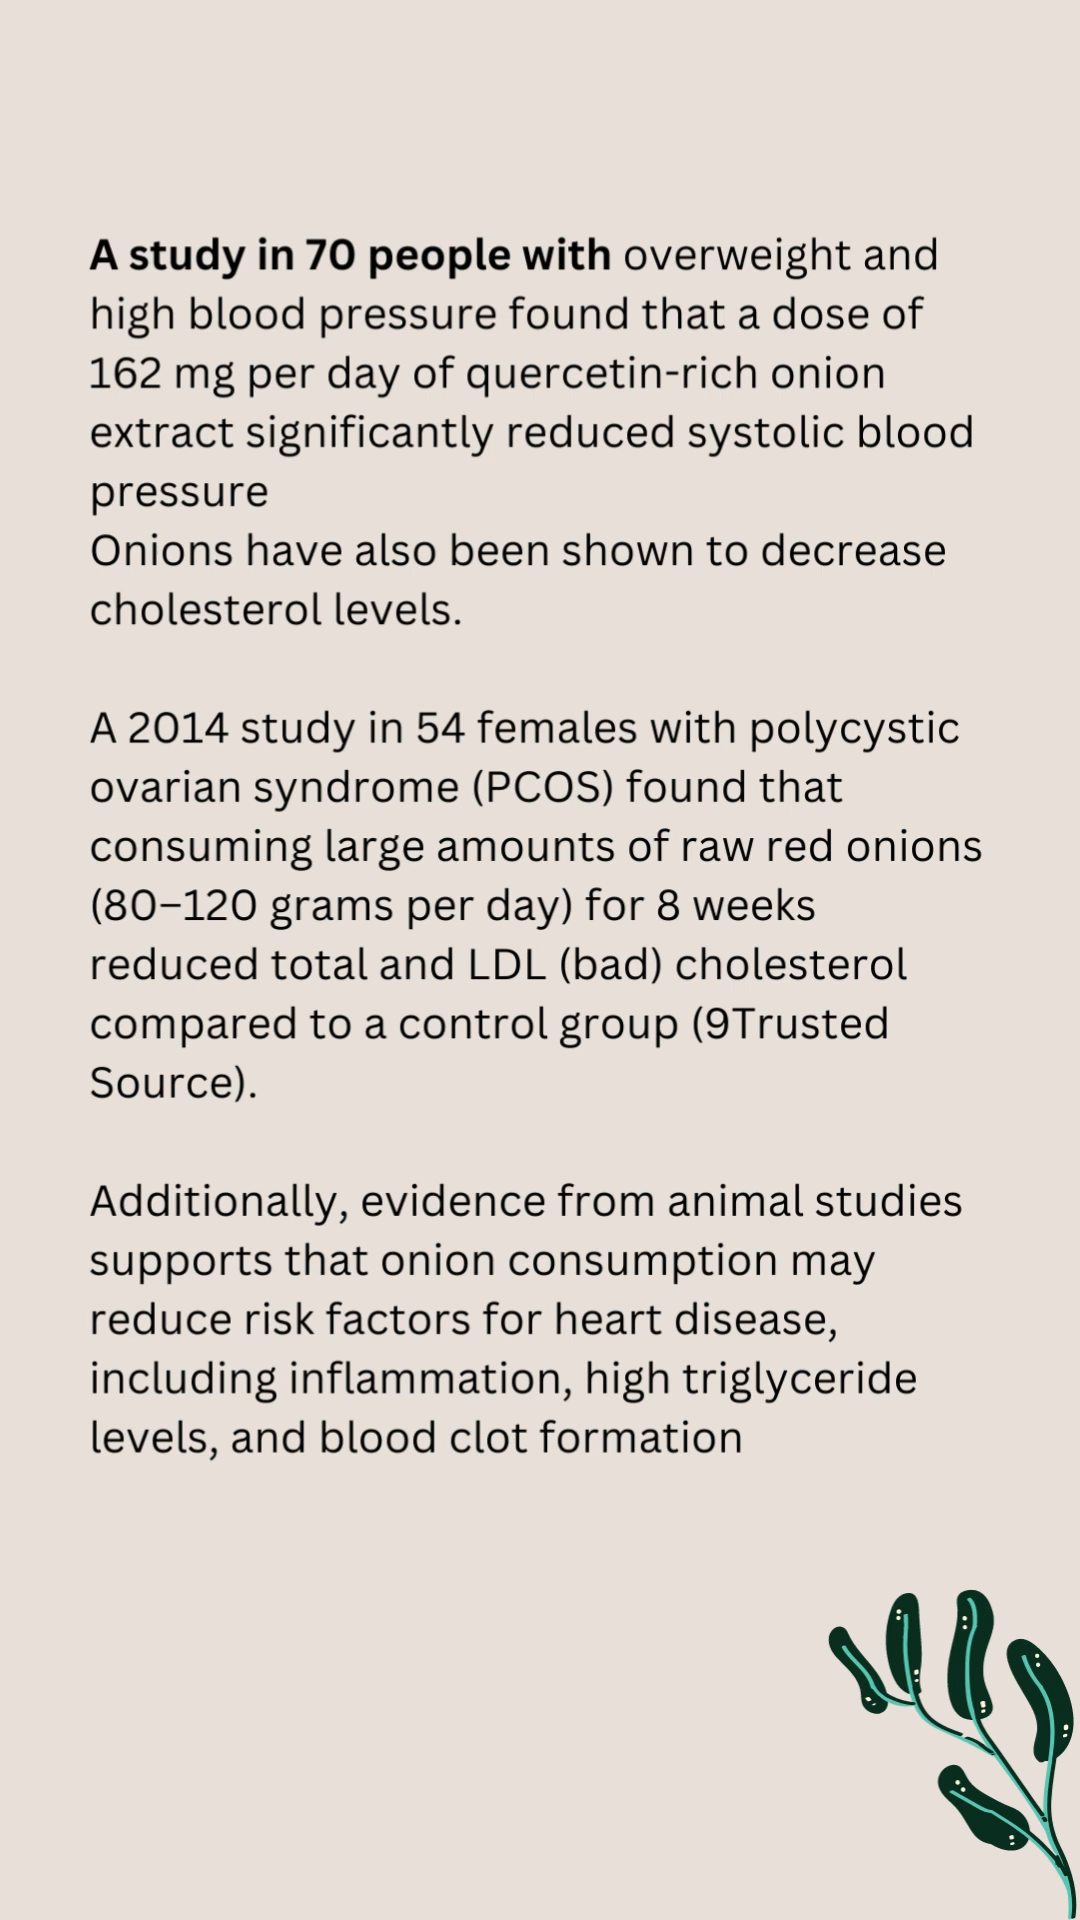 A study in 70 people with overweight and
high blood pressure found that a dose of
162 mg per day of quercetin-rich onion
extract significantly reduced systolic blood
pressure
Onions have also been shown to decrease
cholesterol levels.
A 2014 study in 54 females with polycystic
ovarian syndrome (PCOS) found that
consuming large amounts of raw red onions
(80–120 grams per day) for 8 weeks
reduced total and LDL (bad) cholesterol
compared to a control group (9Trusted
Source).
Additionally, evidence from animal studies
supports that onion consumption may
reduce risk factors for heart disease,
including inflammation, high triglyceride
levels, and blood clot formation